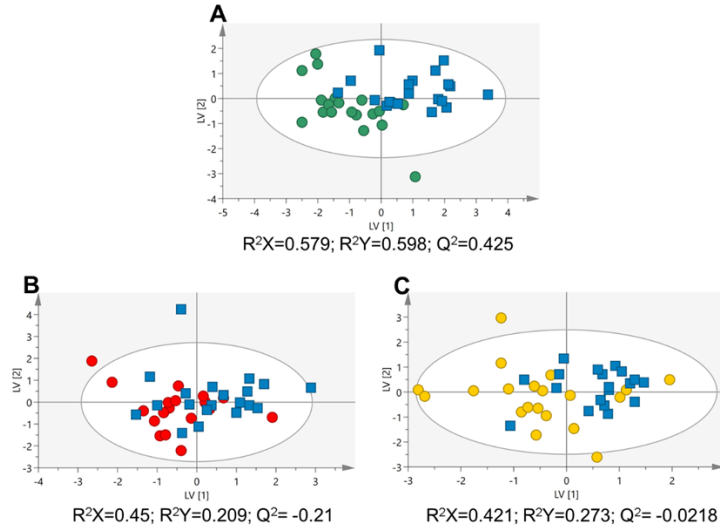 A
LV [2]
2
1
0
-1
-2
-3
-4
-5 -4 -3 -2 -1 0 1 2 3 4
LV [1]
R²X=0.579; R²Y=0.598; Q²=0.425
B
LV [2]
4
3
2
1
0
-1
-2
-3
-4 -3 -2 -1 0 1 2 3
LV [1]
R²X=0.45; R²Y=0.209; Q²= -0.21
C
LV [2]
3
2
1
0
-1
-2
-3
-3 -2 -1 0 1 2 3
LV [1]
R²X=0.421; R²Y=0.273; Q²= -0.0218